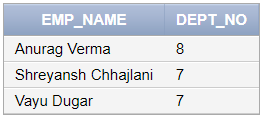 EMP_NAME DEPT_NO
Anurag Verma 8
Shreyansh Chhajlani 7
Vayu Dugar 7